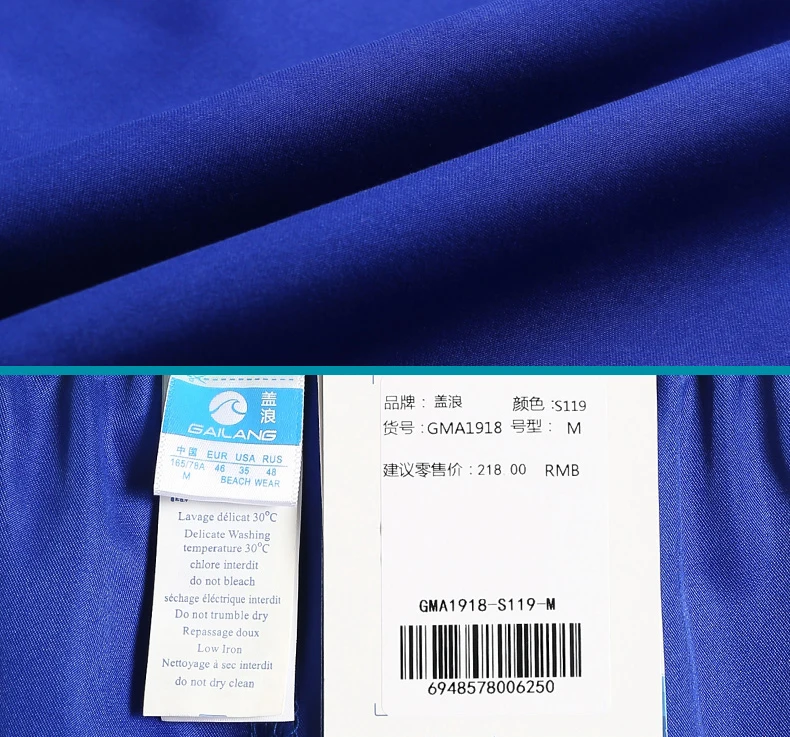 盖浪
GAILANG
中国 EUR USA RUS
165/78A 46 35 48
M BEACH WEAR
Lavage délicat 30°C
Delicate Washing
temperature 30°C
chlore interdit
do not bleach
séchage éléctrique interdit
Do not trumble dry
Repassage doux
Low Iron
Nettoyage à sec interdit
do not dry clean
品牌：盖浪 颜色:S119
货号:GMA1918 号型： M
建议零售价:218 00 RMB
GMA1918-S119-M
6948578006250